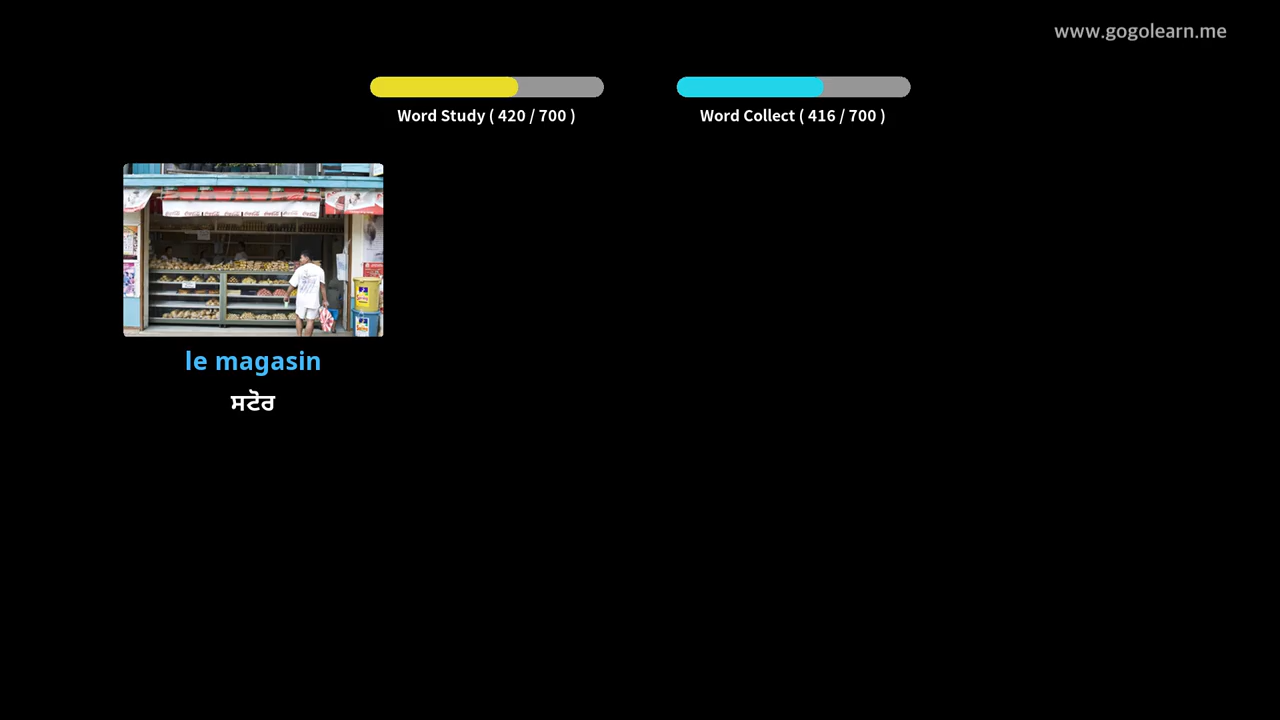 www.gogolearn.me
Word Study ( 420 / 700 )
Word Collect ( 416 / 700 )
le magasin
ਸਟੋਰ